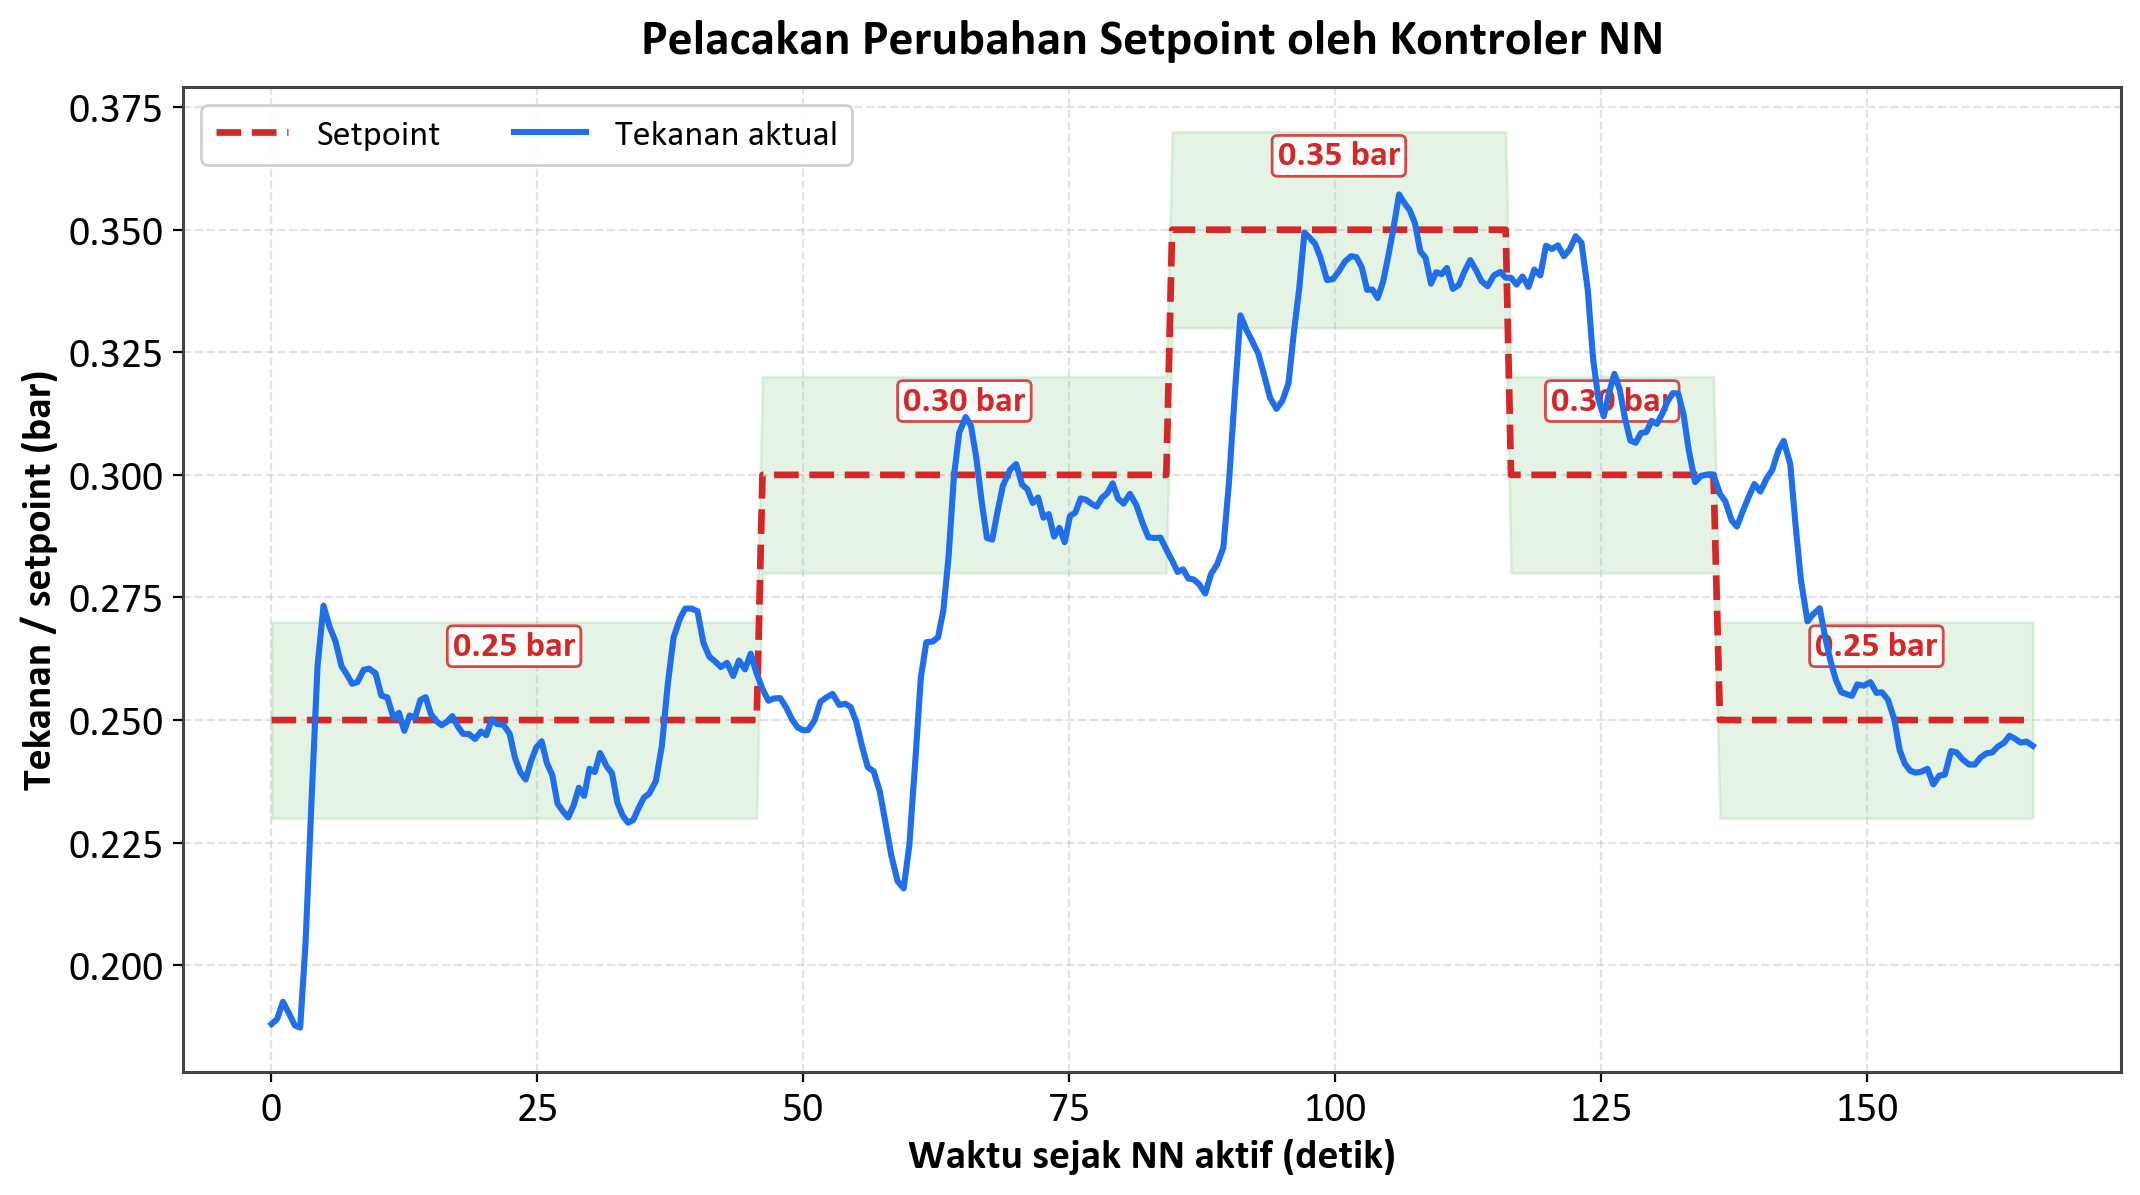 Pelacakan Perubahan Setpoint oleh Kontroler NN
Setpoint
Tekanan aktual
0.375
0.350
0.325
0.300
0.275
0.250
0.225
0.200
Tekanan / setpoint (bar)
0.25 bar
0.30 bar
0.35 bar
0.30 bar
0.25 bar
0
25
50
75
100
125
150
Waktu sejak NN aktif (detik)